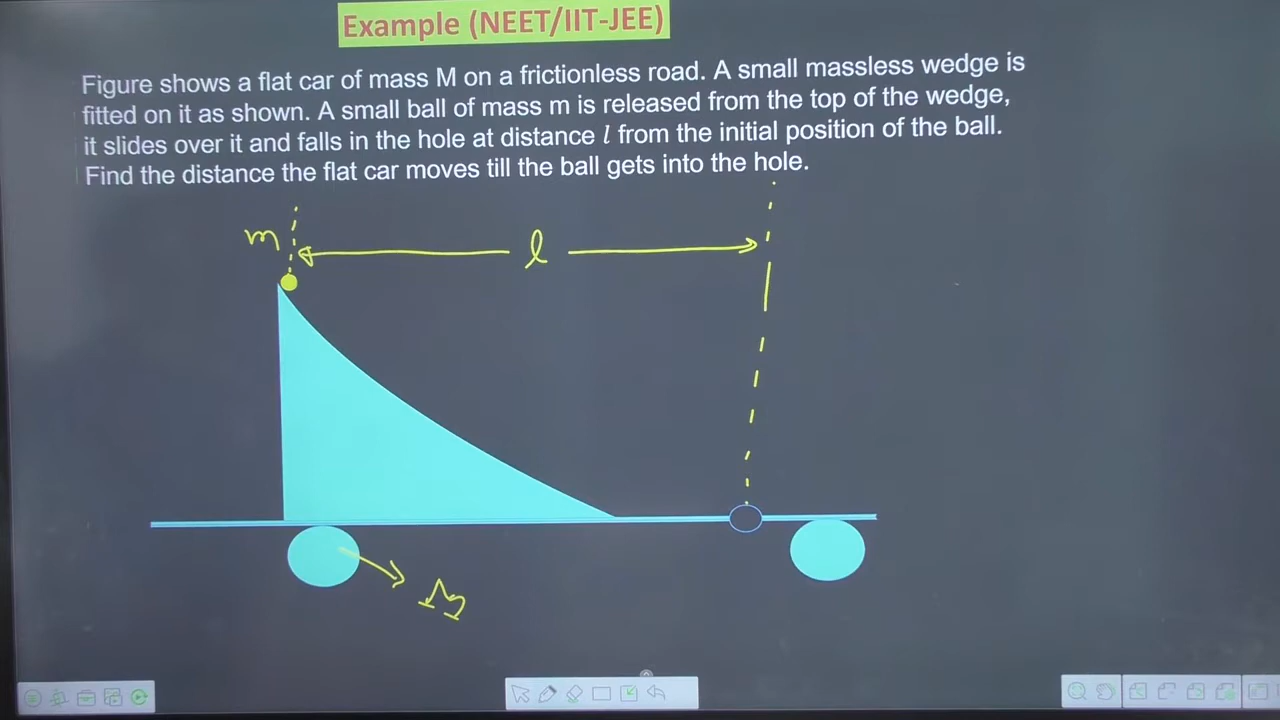 Example (NEET/IIT-JEE)
Figure shows a flat car of mass M on a frictionless road. A small massless wedge is
fitted on it as shown. A small ball of mass m is released from the top of the wedge,
it slides over it and falls in the hole at distance l from the initial position of the ball.
Find the distance the flat car moves till the ball gets into the hole.
m
l
M